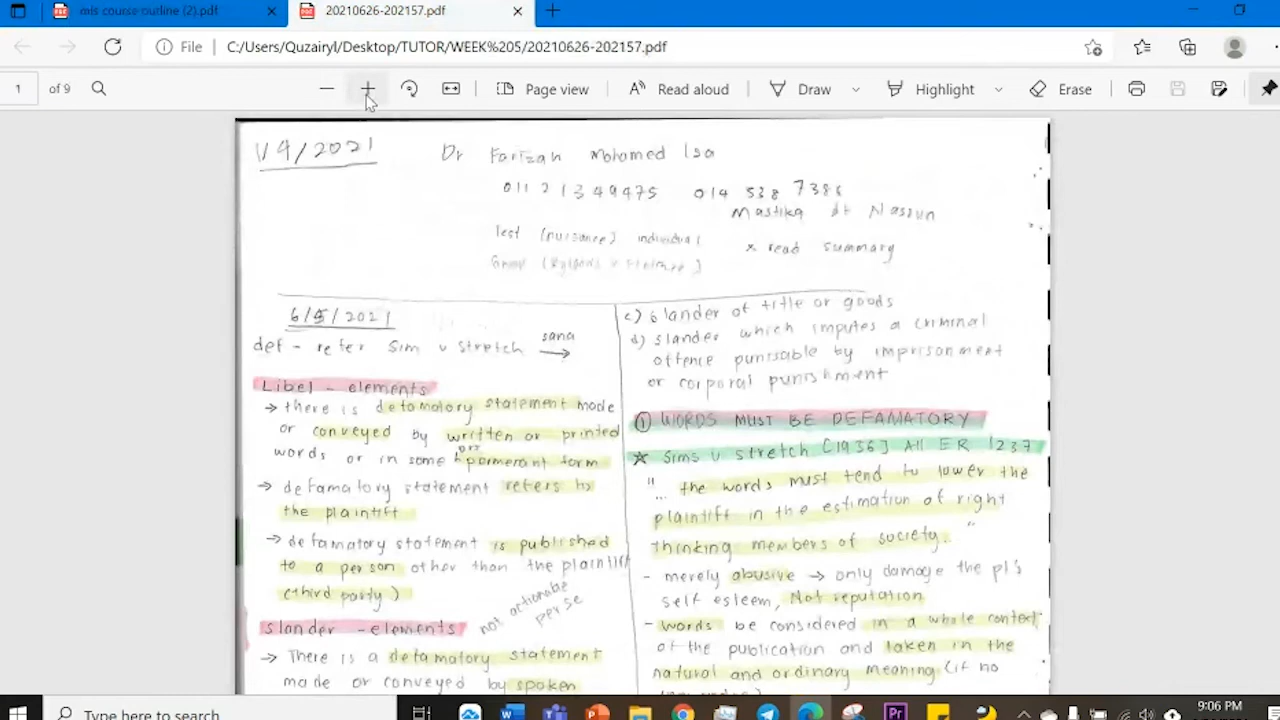 mis course outline (2).pdf
20210626-202157.pdf
File
C:/Users/Quzairyl/Desktop/TUTOR/WEEK%205/20210626-202157.pdf
1 of 9
Page view
Read aloud
Draw
Highlight
Erase
1/4/2021
Dr Farizah Mohamed Isa
011 21349475 014 538 7386
Mastika dt
Test (nuisance) individual
* read summary
Group (Rylands v Fletcher)
6/5/2021
def - refer Sim v Stretch
sana →
Libel - elements
→ there is defamatory statement made
or conveyed by written or printed
words or in some permanent form
→ defamatory statement refers to
the plaintiff
→ defamatory statement is published
to a person other than the plaintiff
(third party)
slander - elements
not actionable
per se
→ There is a defamatory statement
made or conveyed by spoken
c) slander of title or goods
d) slander which imputes a criminal
offence punisable by imprisonment
or corporal punishment
① WORDS MUST BE DEFAMATORY
★ Sims v stretch [1936] All ER 1237
"... the words must tend to lower the
plaintiff in the estimation of right
thinking members of society.."
- merely abusive → only damage the pl's
self esteem, Not reputation
- words be considered in a whole context
of the publication and taken in the
natural and ordinary meaning (if no
Type here to search
9:06 PM